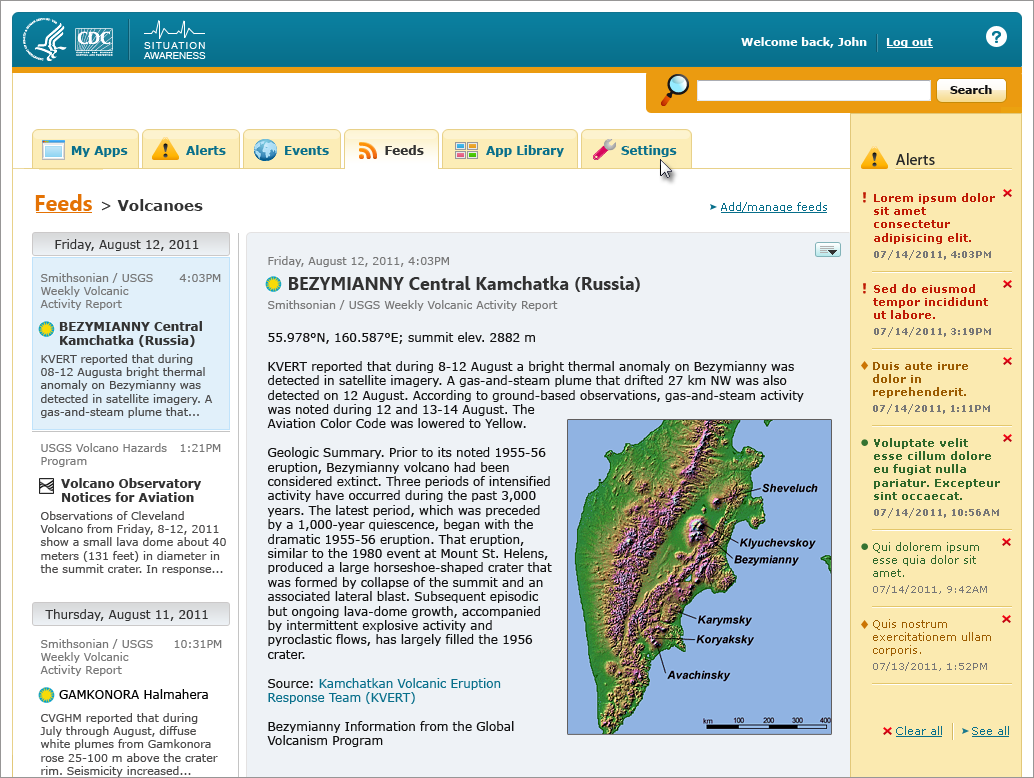 CDC
SITUATION
AWARENESS
Welcome back, John
Log out
?
Search
My Apps
Alerts
Events
Feeds
App Library
Settings
Feeds > Volcanoes
Add/manage feeds
Friday, August 12, 2011
Smithsonian / USGS 4:03PM
Weekly Volcanic
Activity Report
BEZYMIANNY Central
Kamchatka (Russia)
KVERT reported that during
08-12 Augusta bright thermal
anomaly on Bezymianny was
detected in satellite imagery. A
gas-and-steam plume that...
USGS Volcano Hazards 1:21PM
Program
Volcano Observatory
Notices for Aviation
Observations of Cleveland
Volcano from Friday, 8-12, 2011
show a small lava dome about 40
meters (131 feet) in diameter in
the summit crater. In response...
Thursday, August 11, 2011
Smithsonian / USGS 10:31PM
Weekly Volcanic
Activity Report
GAMKONORA Halmahera
CVGHM reported that during
July through August, diffuse
white plumes from Gamkonora
rose 25-100 m above the crater
rim. Seismicity increased...
Friday, August 12, 2011, 4:03PM
BEZYMIANNY Central Kamchatka (Russia)
Smithsonian / USGS Weekly Volcanic Activity Report
55.978°N, 160.587°E; summit elev. 2882 m
KVERT reported that during 8-12 August a bright thermal anomaly on Bezymianny was
detected in satellite imagery. A gas-and-steam plume that drifted 27 km NW was also
detected on 12 August. According to ground-based observations, gas-and-steam activity
was noted during 12 and 13-14 August. The
Aviation Color Code was lowered to Yellow.
Geologic Summary. Prior to its noted 1955-56
eruption, Bezymianny volcano had been
considered extinct. Three periods of intensified
activity have occurred during the past 3,000
years. The latest period, which was preceded
by a 1,000-year quiescence, began with the
dramatic 1955-56 eruption. That eruption,
similar to the 1980 event at Mount St. Helens,
produced a large horseshoe-shaped crater that
was formed by collapse of the summit and an
associated lateral blast. Subsequent episodic
but ongoing lava-dome growth, accompanied
by intermittent explosive activity and
pyroclastic flows, has largely filled the 1956
crater.
Source: Kamchatkan Volcanic Eruption
Response Team (KVERT)
Bezymianny Information from the Global
Volcanism Program
Sheveluch
Klyuchevskoy
Bezymianny
Karymsky
Koryaksky
Avachinsky
km 100 200 300 400
Alerts
! Lorem ipsum dolor
sit amet
consectetur
adipisicing elit.
07/14/2011, 4:03PM
! Sed do eiusmod
tempor incididunt
ut labore.
07/14/2011, 3:19PM
Duis aute irure
dolor in
reprehenderit.
07/14/2011, 1:11PM
Voluptate velit
esse cillum dolore
eu fugiat nulla
pariatur. Excepteur
sint occaecat.
07/14/2011, 10:56AM
Qui dolorem ipsum
esse quia dolor sit
amet.
07/14/2011, 9:42AM
Quis nostrum
exercitationem ullam
corporis.
07/13/2011, 1:52PM
Clear all
See all